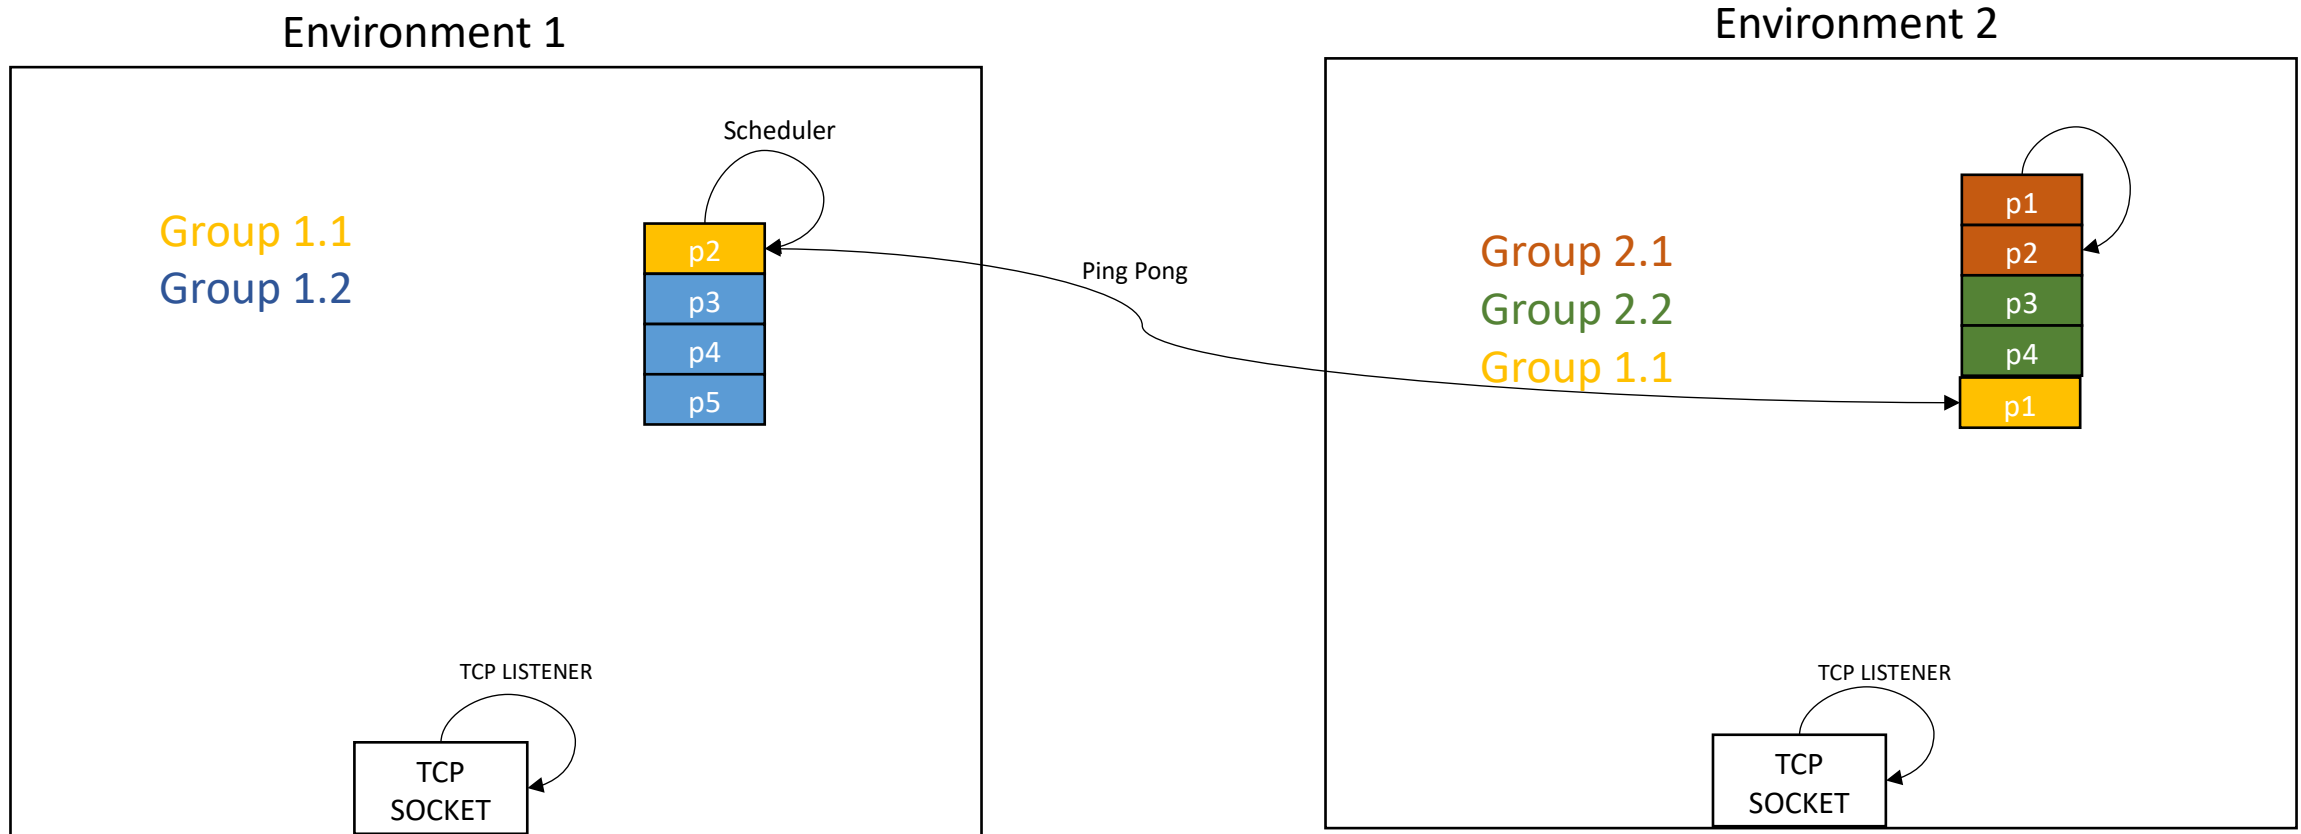 Environment 1
Scheduler
Group 1.1
Group 1.2
p2
p3
p4
p5
TCP LISTENER
TCP
SOCKET
Ping Pong
Environment 2
Group 2.1
Group 2.2
Group 1.1
p1
p2
p3
p4
p1
TCP LISTENER
TCP
SOCKET